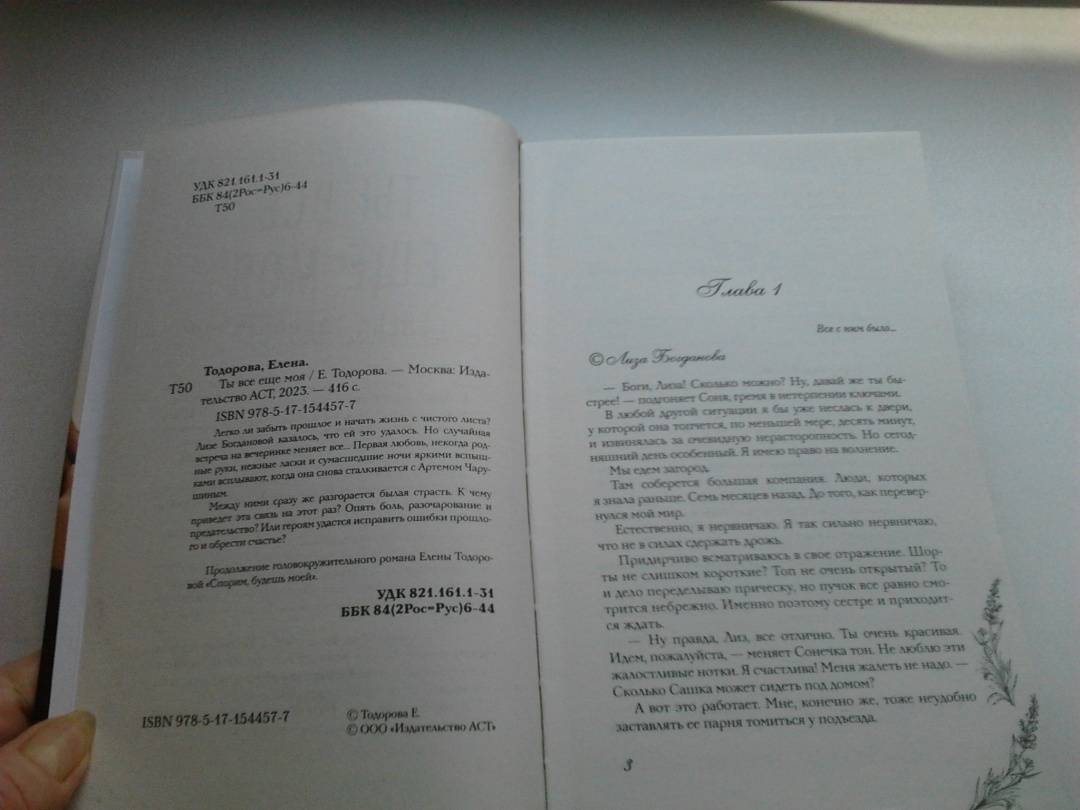 УДК 821.161.1-31
ББК 84(2Рос=Рус)6-44
Т50
Тодорова, Елена.
Т50 Ты все еще моя / Е. Тодорова. — Москва: Изда-
тельство АСТ, 2023. — 416 с.
ISBN 978-5-17-154457-7
Легко ли забыть прошлое и начать жизнь с чистого листа?
Лизе Богдановой казалось, что ей это удалось. Но случайная
встреча на вечеринке меняет все... Первая любовь, некогда род-
ные руки, нежные ласки и сумасшедшие ночи яркими вспыш-
ками всплывают, когда она снова сталкивается с Артемом Чару-
шиным.
Между ними сразу же разгорается былая страсть. К чему
приведет эта связь на этот раз? Опять боль, разочарование и
предательство? Или героям удастся исправить ошибки прошло-
го и обрести счастье?
Продолжение головокружительного романа Елены Тодоро-
вой «Спорим, будешь моей».
УДК 821.161.1-31
ББК 84(2Рос=Рус)6-44
ISBN 978-5-17-154457-7
© Тодорова Е.
© ООО «Издательство АСТ»
Глава 1
Все с ним было...
© Лиза Богданова
— Боги, Лиза! Сколько можно? Ну, давай же ты бы-
стрее! — подгоняет Соня, гремя в нетерпении ключами.
В любой другой ситуации я бы уже неслась к двери,
у которой она топчется, по меньшей мере, десять минут,
и извинялась за очевидную нерасторопность. Но сегод-
няшний день особенный. Я имею право на волнение.
Мы едем загород.
Там соберется большая компания. Люди, которых
я знала раньше. Семь месяцев назад. До того, как перевер-
нулся мой мир.
Естественно, я нервничаю. Я так сильно нервничаю,
что не в силах сдержать дрожь.
Придирчиво всматриваюсь в свое отражение. Шор-
ты не слишком короткие? Топ не очень открытый? То
и дело переделываю прическу, но пучок все равно смо-
трится небрежно. Именно поэтому сестре и приходит-
ся ждать.
— Ну правда, Лиз, все отлично. Ты очень красивая.
Идем, пожалуйста, — меняет Сонечка тон. Не люблю эти
жалостливые нотки. Я счастлива! Меня жалеть не надо. —
Сколько Сашка может сидеть под домом?
А вот это работает. Мне, конечно же, тоже неудобно
заставлять ее парня томиться у подъезда.
3